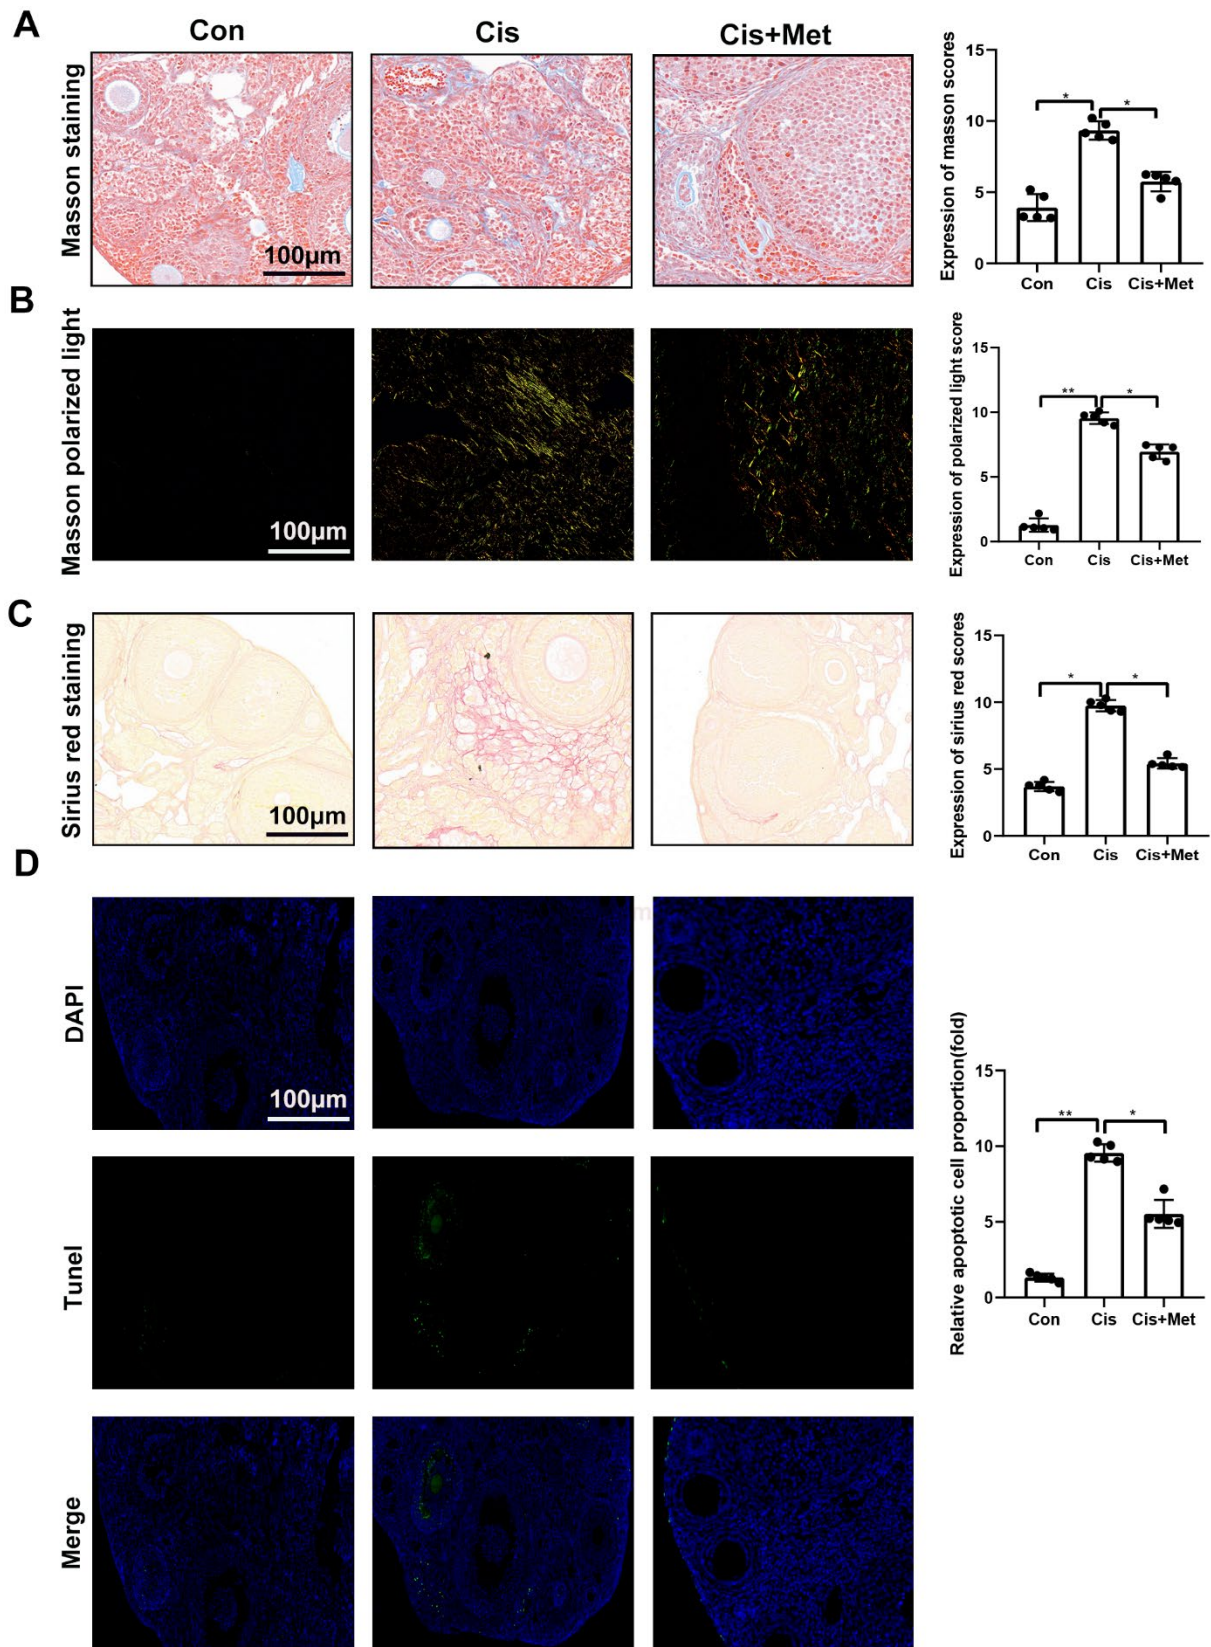 A
Con
Cis
Cis+Met
Masson staining
100μm
Expression of masson scores
15
10
5
0
* *
Con Cis Cis+Met
B
Masson polarized light
100μm
Expression of polarized light score
15
10
5
0
** *
Con Cis Cis+Met
C
Sirius red staining
100μm
Expression of sirius red scores
15
10
5
0
* *
Con Cis Cis+Met
D
DAPI
100μm
Tunel
Merge
Relative apoptotic cell proportion(fold)
15
10
5
0
** *
Con Cis Cis+Met